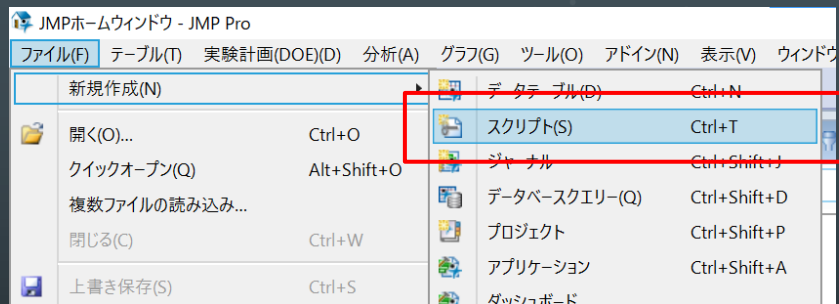 JMPホームウィンドウ - JMP Pro
ファイル(F) テーブル(T) 実験計画(DOE)(D) 分析(A) グラフ(G) ツール(O) アドイン(N) 表示(V) ウィンドウ
新規作成(N)
開く(O)... Ctrl+O
クイックオープン(Q) Alt+Shift+O
複数ファイルの読み込み...
閉じる(C) Ctrl+W
上書き保存(S) Ctrl+S
データテーブル(D) Ctrl+N
スクリプト(S) Ctrl+T
ジャーナル Ctrl+Shift+J
データベースクエリー(Q) Ctrl+Shift+D
プロジェクト Ctrl+Shift+P
アプリケーション Ctrl+Shift+A
ダッシュボード